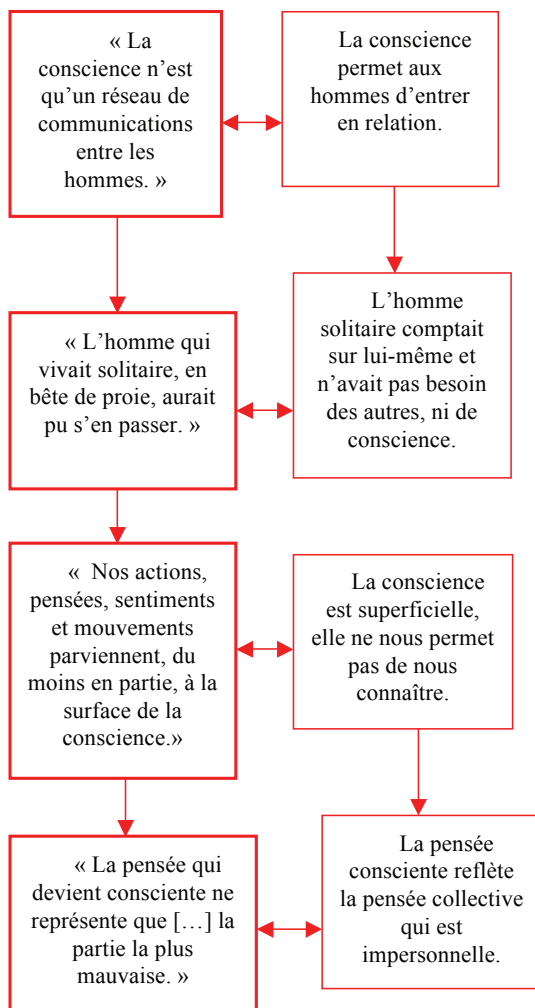 « La
conscience n’est
qu’un réseau de
communications
entre les
hommes. »
La conscience
permet aux
hommes d’entrer
en relation.
« L’homme qui
vivait solitaire, en
bête de proie, aurait
pu s’en passer. »
L’homme
solitaire comptait
sur lui-même et
n’avait pas besoin
des autres, ni de
conscience.
« Nos actions,
pensées, sentiments
et mouvements
parviennent, du
moins en partie, à la
surface de la
conscience.»
La conscience
est superficielle,
elle ne nous permet
pas de nous
connaître.
« La pensée qui
devient consciente ne
représente que […] la
partie la plus
mauvaise. »
La pensée
consciente reflète
la pensée collective
qui est
impersonnelle.